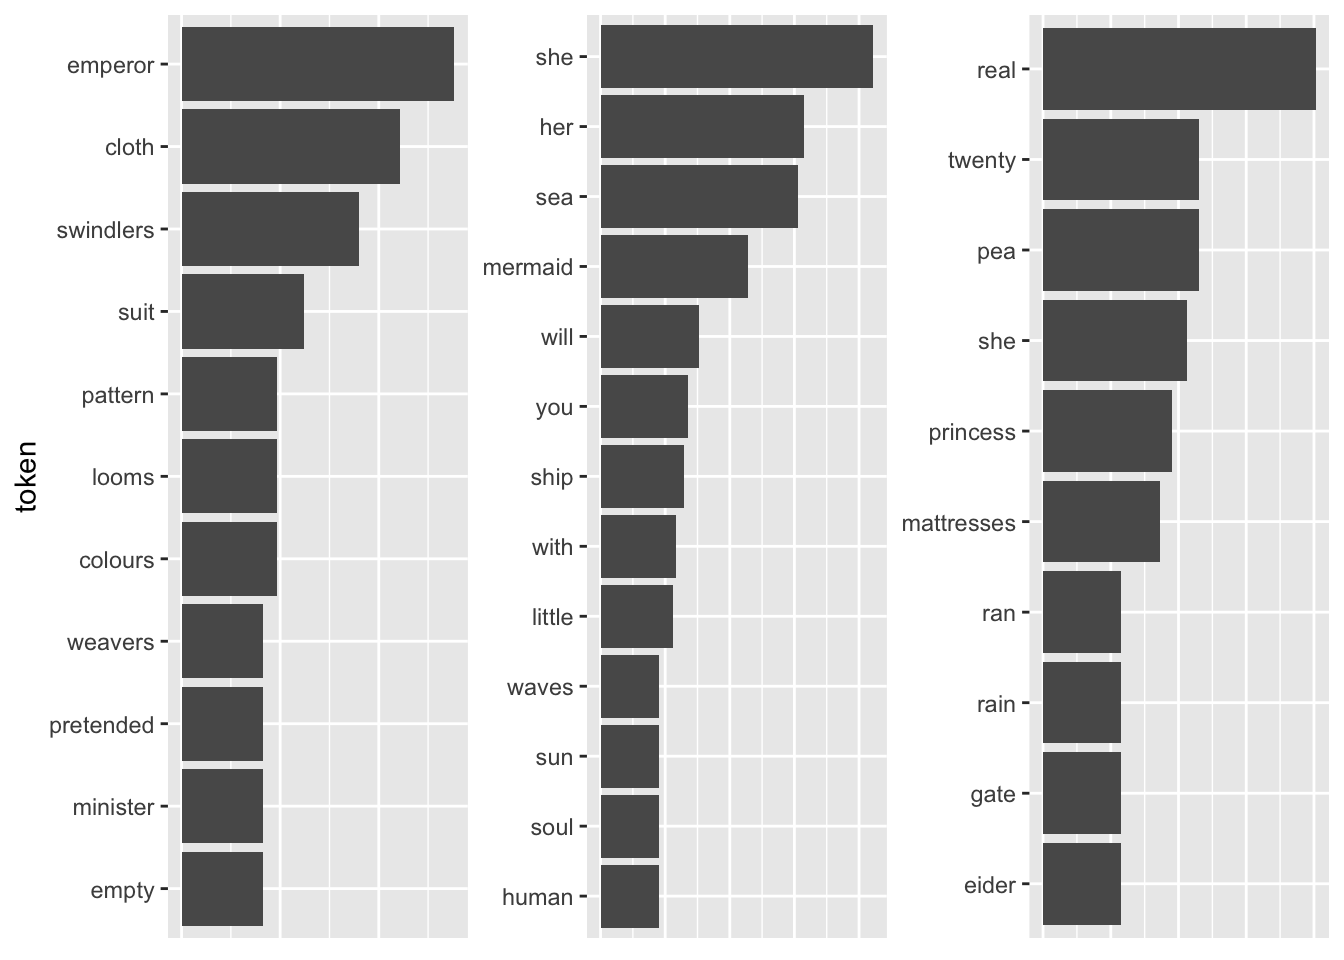 token
emperor
cloth
swindlers
suit
pattern
looms
colours
weavers
pretended
minister
empty
she
her
sea
mermaid
will
you
ship
with
little
waves
sun
soul
human
real
twenty
pea
she
princess
mattresses
ran
rain
gate
eider